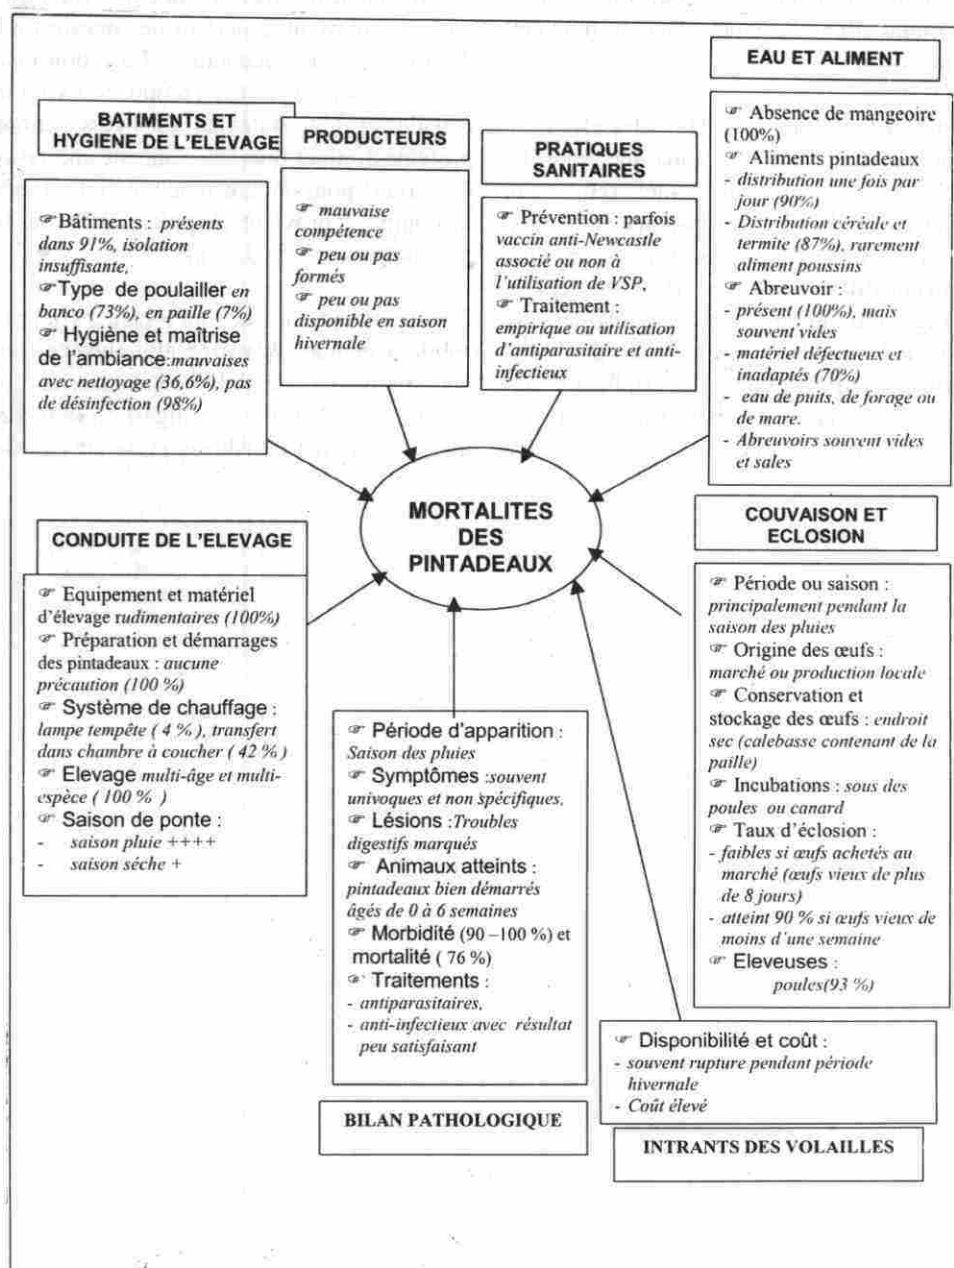 BATIMENTS ET
HYGIENE DE L'ELEVAGE
☞Bâtiments : présents
dans 91%, isolation
insuffisante,
☞Type de poulailler en
banco (73%), en paille (7%)
☞ Hygiène et maîtrise
de l'ambiance:mauvaises
avec nettoyage (36,6%), pas
de désinfection (98%)
PRODUCTEURS
☞ mauvaise
compétence
☞ peu ou pas
formés
☞ peu ou pas
disponible en saison
hivernale
PRATIQUES
SANITAIRES
☞ Prévention : parfois
vaccin anti-Newcastle
associé ou non à
l'utilisation de VSP,
☞ Traitement :
empirique ou utilisation
d'antiparasitaire et anti-
infectieux
EAU ET ALIMENT
☞ Absence de mangeoire
(100%)
☞ Aliments pintadeaux
- distribution une fois par
jour (90%)
- Distribution céréale et
termite (87%), rarement
aliment poussins
☞ Abreuvoir :
- présent (100%), mais
souvent vides
- matériel défectueux et
inadaptés (70%)
- eau de puits, de forage ou
de mare.
- Abreuvoirs souvent vides
et sales
MORTALITES
DES
PINTADEAUX
CONDUITE DE L'ELEVAGE
☞ Equipement et matériel
d'élevage rudimentaires (100%)
☞ Préparation et démarrages
des pintadeaux : aucune
précaution (100 %)
☞ Système de chauffage :
lampe tempête ( 4 % ), transfert
dans chambre à coucher ( 42 % )
☞ Elevage multi-âge et multi-
espèce ( 100 % )
☞ Saison de ponte :
- saison pluie ++++
- saison séche +
☞ Période d'apparition :
Saison des pluies
☞ Symptômes :souvent
univoques et non spécifiques,
☞ Lésions :Troubles
digestifs marqués
☞ Animaux atteints :
pintadeaux bien démarrés
âgés de 0 à 6 semaines
☞ Morbidité (90 –100 %) et
mortalité ( 76 %)
☞ Traitements :
- antiparasitaires,
- anti-infectieux avec résultat
peu satisfaisant
BILAN PATHOLOGIQUE
COUVAISON ET
ECLOSION
☞ Période ou saison :
principalement pendant la
saison des pluies
☞ Origine des œufs :
marché ou production locale
☞ Conservation et
stockage des œufs : endroit
sec (calebasse contenant de la
paille)
☞ Incubations : sous des
poules ou canard
☞ Taux d'éclosion :
- faibles si œufs achetés au
marché (œufs vieux de plus
de 8 jours)
- atteint 90 % si œufs vieux de
moins d'une semaine
☞ Eleveuses :
poules(93 %)
☞ Disponibilité et coût :
- souvent rupture pendant période
hivernale
- Coût élevé
INTRANTS DES VOLAILLES